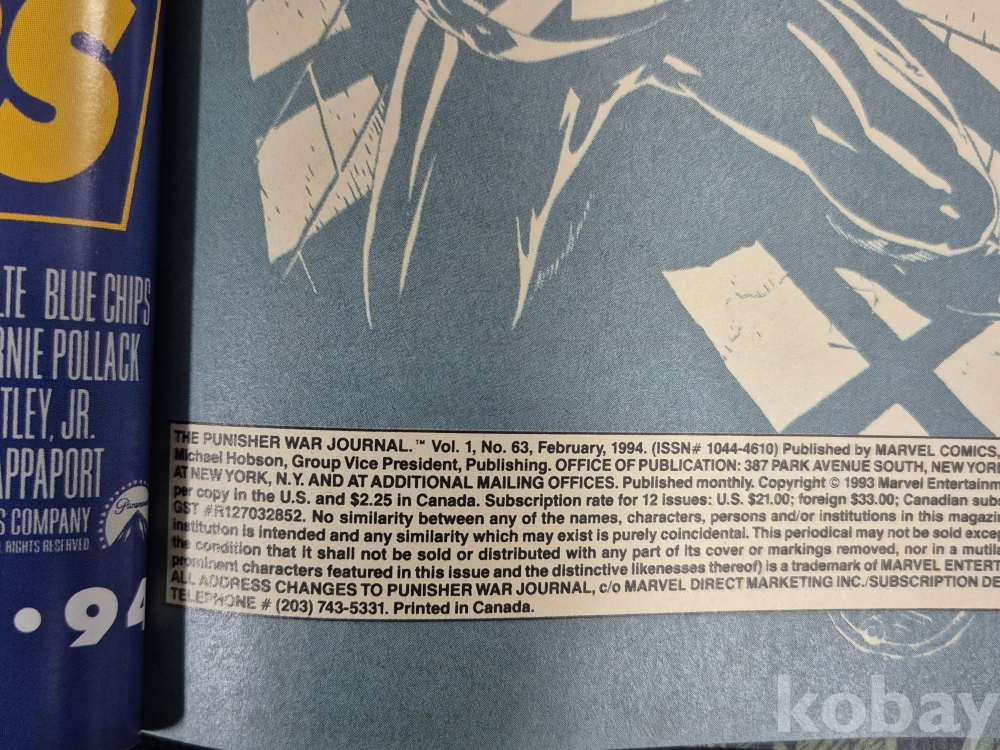 S
LTE BLUE CHIPS
RNIE POLLACK
TLEY, JR.
APPAPORT
S COMPANY
Paramount
RIGHTS RESERVED
• 94
THE PUNISHER WAR JOURNAL.™ Vol. 1, No. 63, February, 1994. (ISSN# 1044-4610) Published by MARVEL COMICS,
Michael Hobson, Group Vice President, Publishing. OFFICE OF PUBLICATION: 387 PARK AVENUE SOUTH, NEW YORK
AT NEW YORK, N.Y. AND AT ADDITIONAL MAILING OFFICES. Published monthly. Copyright © 1993 Marvel Entertainm
per copy in the U.S. and $2.25 in Canada. Subscription rate for 12 issues: U.S. $21.00; foreign $33.00; Canadian subs
GST #R127032852. No similarity between any of the names, characters, persons and/or institutions in this magazin
institution is intended and any similarity which may exist is purely coincidental. This periodical may not be sold excep
the condition that it shall not be sold or distributed with any part of its cover or markings removed, nor in a mutil
prominent characters featured in this issue and the distinctive likenesses thereof) is a trademark of MARVEL ENTERT
ALL ADDRESS CHANGES TO PUNISHER WAR JOURNAL, c/o MARVEL DIRECT MARKETING INC./SUBSCRIPTION DE
TELEPHONE # (203) 743-5331. Printed in Canada.
kobay